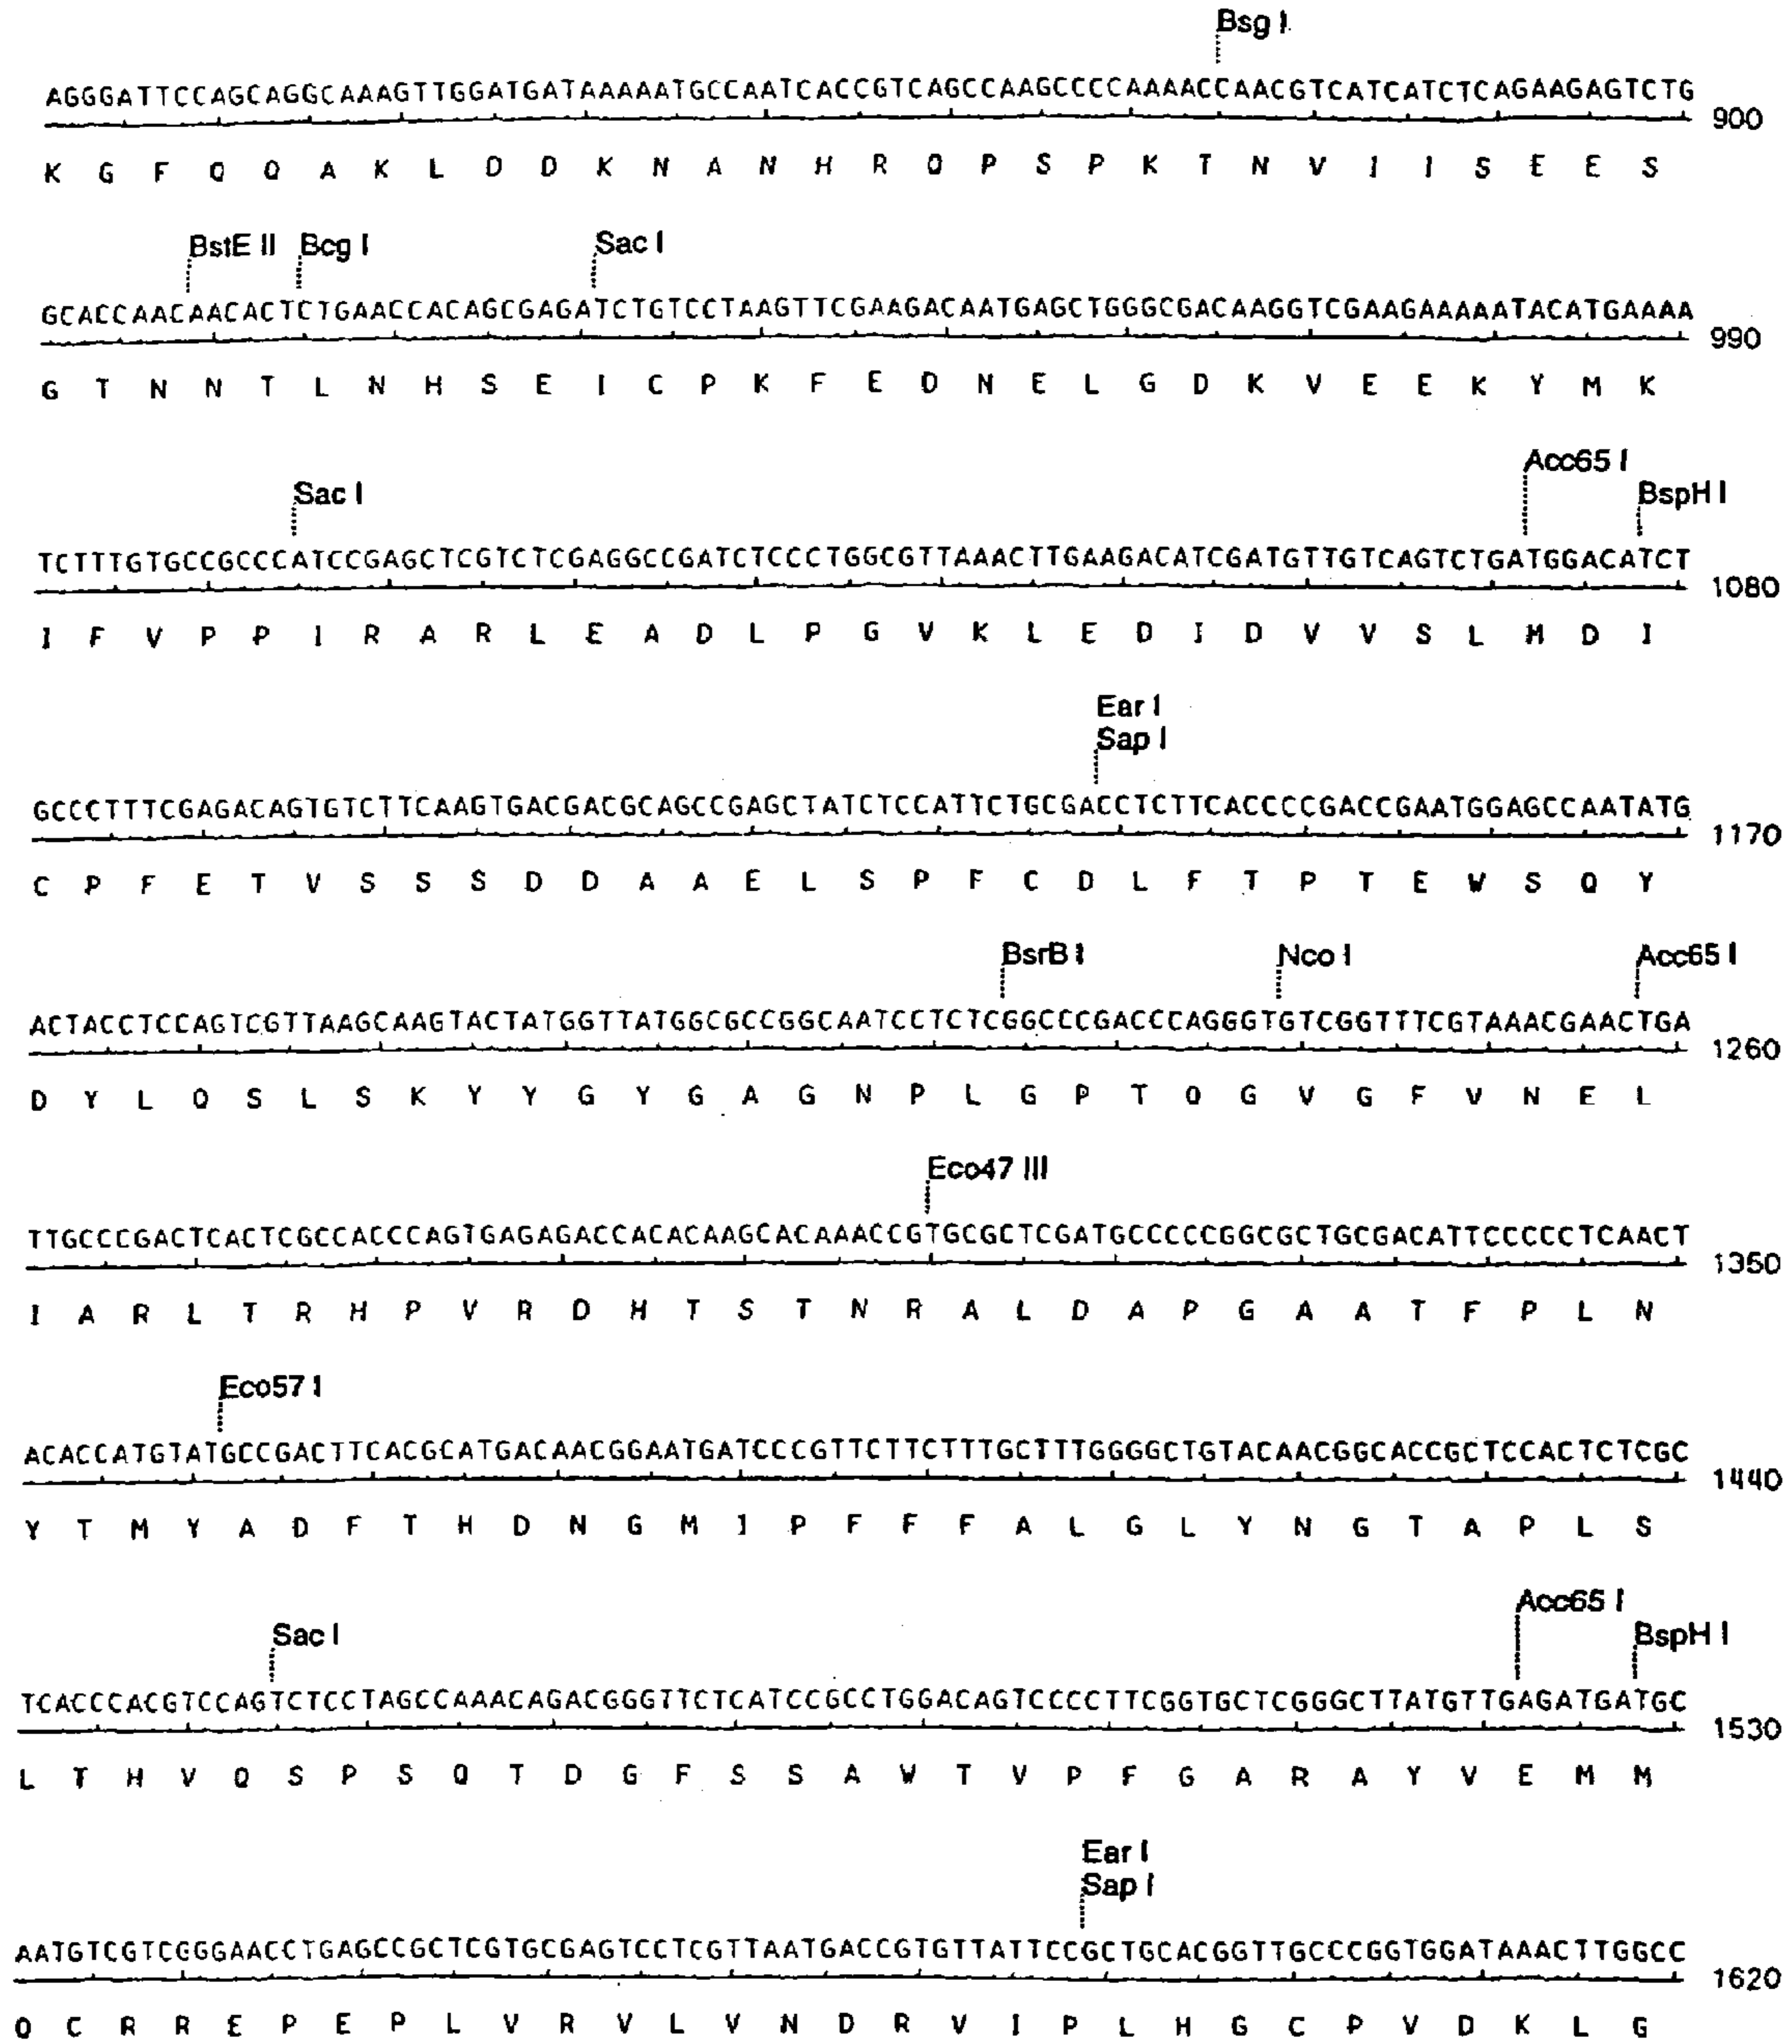 Bsg I
AGGGATTCCAGCAGGCAAAGTTGGATGATAAAAATGCCAATCACCGTCAGCCAAGCCCCAAAACCAACGTCATCATCTCAGAAGAGTCTG 900
K G F Q Q A K L D D K N A N H R Q P S P K T N V I I S E E S
BstE II Bcg I Sac I
GCACCAACAACACTCTGAACCACAGCGAGATCTGTCCTAAGTTCGAAGACAATGAGCTGGGCGACAAGGTCGAAGAAAAATACATGAAAA 990
G T N N T L N H S E I C P K F E D N E L G D K V E E K Y M K
Acc65 I
Sac I BspH I
TCTTTGTGCCGCCCATCCGAGCTCGTCTCGAGGCCGATCTCCCTGGCGTTAAACTTGAAGACATCGATGTTGTCAGTCTGATGGACATCT 1080
I F V P P I R A R L E A D L P G V K L E D I D V V S L M D I
Ear I
Sap I
GCCCTTTCGAGACAGTGTCTTCAAGTGACGACGCAGCCGAGCTATCTCCATTCTGCGACCTCTTCACCCCGACCGAATGGAGCCAATATG 1170
C P F E T V S S S D D A A E L S P F C D L F T P T E W S Q Y
BsrB I Nco I Acc65 I
ACTACCTCCAGTCGTTAAGCAAGTACTATGGTTATGGCGCCGGCAATCCTCTCGGCCCGACCCAGGGTGTCGGTTTCGTAAACGAACTGA 1260
D Y L Q S L S K Y Y G Y G A G N P L G P T Q G V G F V N E L
Eco47 III
TTGCCCGACTCACTCGCCACCCAGTGAGAGACCACACAAGCACAAACCGTGCGCTCGATGCCCCCGGCGCTGCGACATTCCCCCTCAACT 1350
I A R L T R H P V R D H T S T N R A L D A P G A A T F P L N
Eco57 I
ACACCATGTATGCCGACTTCACGCATGACAACGGAATGATCCCGTTCTTCTTTGCTTTGGGGCTGTACAACGGCACCGCTCCACTCTCGC 1440
Y T M Y A D F T H D N G M I P F F F A L G L Y N G T A P L S
Acc65 I
Sac I BspH I
TCACCCACGTCCAGTCTCCTAGCCAAACAGACGGGTTCTCATCCGCCTGGACAGTCCCCTTCGGTGCTCGGGCTTATGTTGAGATGATGC 1530
L T H V Q S P S Q T D G F S S A W T V P F G A R A Y V E M M
Ear I
Sap I
AATGTCGTCGGGAACCTGAGCCGCTCGTGCGAGTCCTCGTTAATGACCGTGTTATTCCGCTGCACGGTTGCCCGGTGGATAAACTTGGCC 1620
Q C R R E P E P L V R V L V N D R V I P L H G C P V D K L G